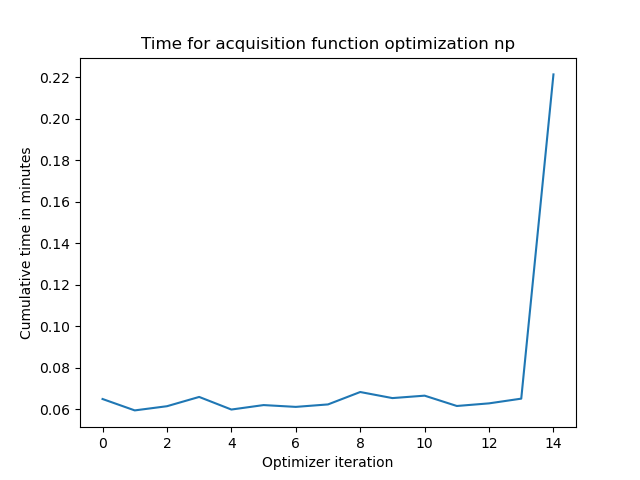 Time for acquisition function optimization np
Cumulative time in minutes
0.22
0.20
0.18
0.16
0.14
0.12
0.10
0.08
0.06
0 2 4 6 8 10 12 14
Optimizer iteration